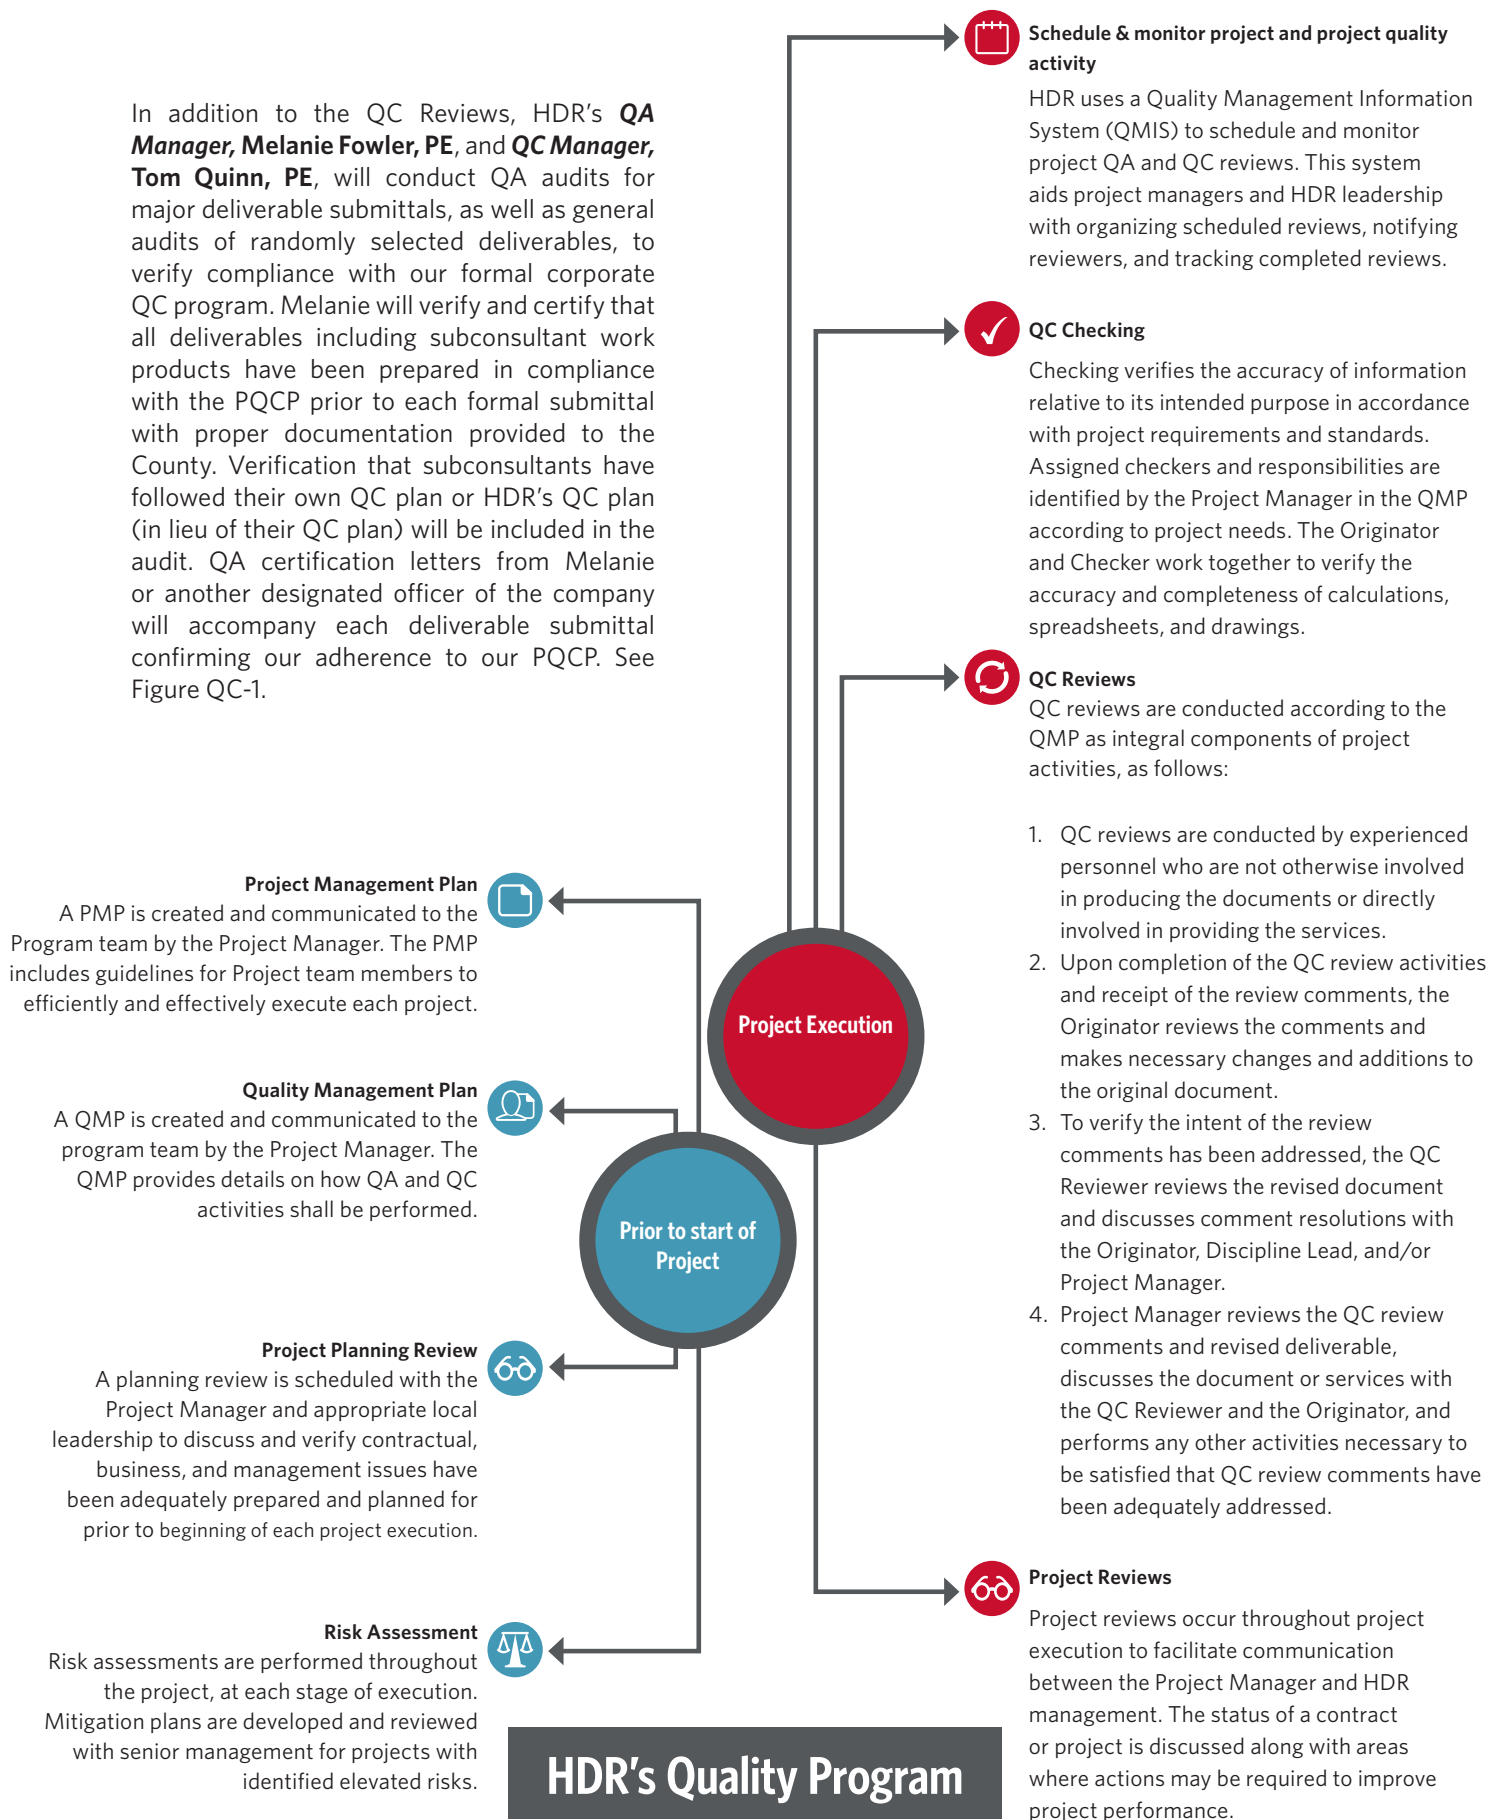 In addition to the QC Reviews, HDR's QA
Manager, Melanie Fowler, PE, and QC Manager,
Tom Quinn, PE, will conduct QA audits for
major deliverable submittals, as well as general
audits of randomly selected deliverables, to
verify compliance with our formal corporate
QC program. Melanie will verify and certify that
all deliverables including subconsultant work
products have been prepared in compliance
with the PQCP prior to each formal submittal
with proper documentation provided to the
County. Verification that subconsultants have
followed their own QC plan or HDR's QC plan
(in lieu of their QC plan) will be included in the
audit. QA certification letters from Melanie
or another designated officer of the company
will accompany each deliverable submittal
confirming our adherence to our PQCP. See
Figure QC-1.
Project Management Plan
A PMP is created and communicated to the
Program team by the Project Manager. The PMP
includes guidelines for Project team members to
efficiently and effectively execute each project.
Quality Management Plan
A QMP is created and communicated to the
program team by the Project Manager. The
QMP provides details on how QA and QC
activities shall be performed.
Project Planning Review
A planning review is scheduled with the
Project Manager and appropriate local
leadership to discuss and verify contractual,
business, and management issues have
been adequately prepared and planned for
prior to beginning of each project execution.
Risk Assessment
Risk assessments are performed throughout
the project, at each stage of execution.
Mitigation plans are developed and reviewed
with senior management for projects with
identified elevated risks.
Prior to start of
Project
Project Execution
Schedule & monitor project and project quality
activity
HDR uses a Quality Management Information
System (QMIS) to schedule and monitor
project QA and QC reviews. This system
aids project managers and HDR leadership
with organizing scheduled reviews, notifying
reviewers, and tracking completed reviews.
QC Checking
Checking verifies the accuracy of information
relative to its intended purpose in accordance
with project requirements and standards.
Assigned checkers and responsibilities are
identified by the Project Manager in the QMP
according to project needs. The Originator
and Checker work together to verify the
accuracy and completeness of calculations,
spreadsheets, and drawings.
QC Reviews
QC reviews are conducted according to the
QMP as integral components of project
activities, as follows:
1. QC reviews are conducted by experienced
personnel who are not otherwise involved
in producing the documents or directly
involved in providing the services.
2. Upon completion of the QC review activities
and receipt of the review comments, the
Originator reviews the comments and
makes necessary changes and additions to
the original document.
3. To verify the intent of the review
comments has been addressed, the QC
Reviewer reviews the revised document
and discusses comment resolutions with
the Originator, Discipline Lead, and/or
Project Manager.
4. Project Manager reviews the QC review
comments and revised deliverable,
discusses the document or services with
the QC Reviewer and the Originator, and
performs any other activities necessary to
be satisfied that QC review comments have
been adequately addressed.
Project Reviews
Project reviews occur throughout project
execution to facilitate communication
between the Project Manager and HDR
management. The status of a contract
or project is discussed along with areas
where actions may be required to improve
project performance.
HDR's Quality Program